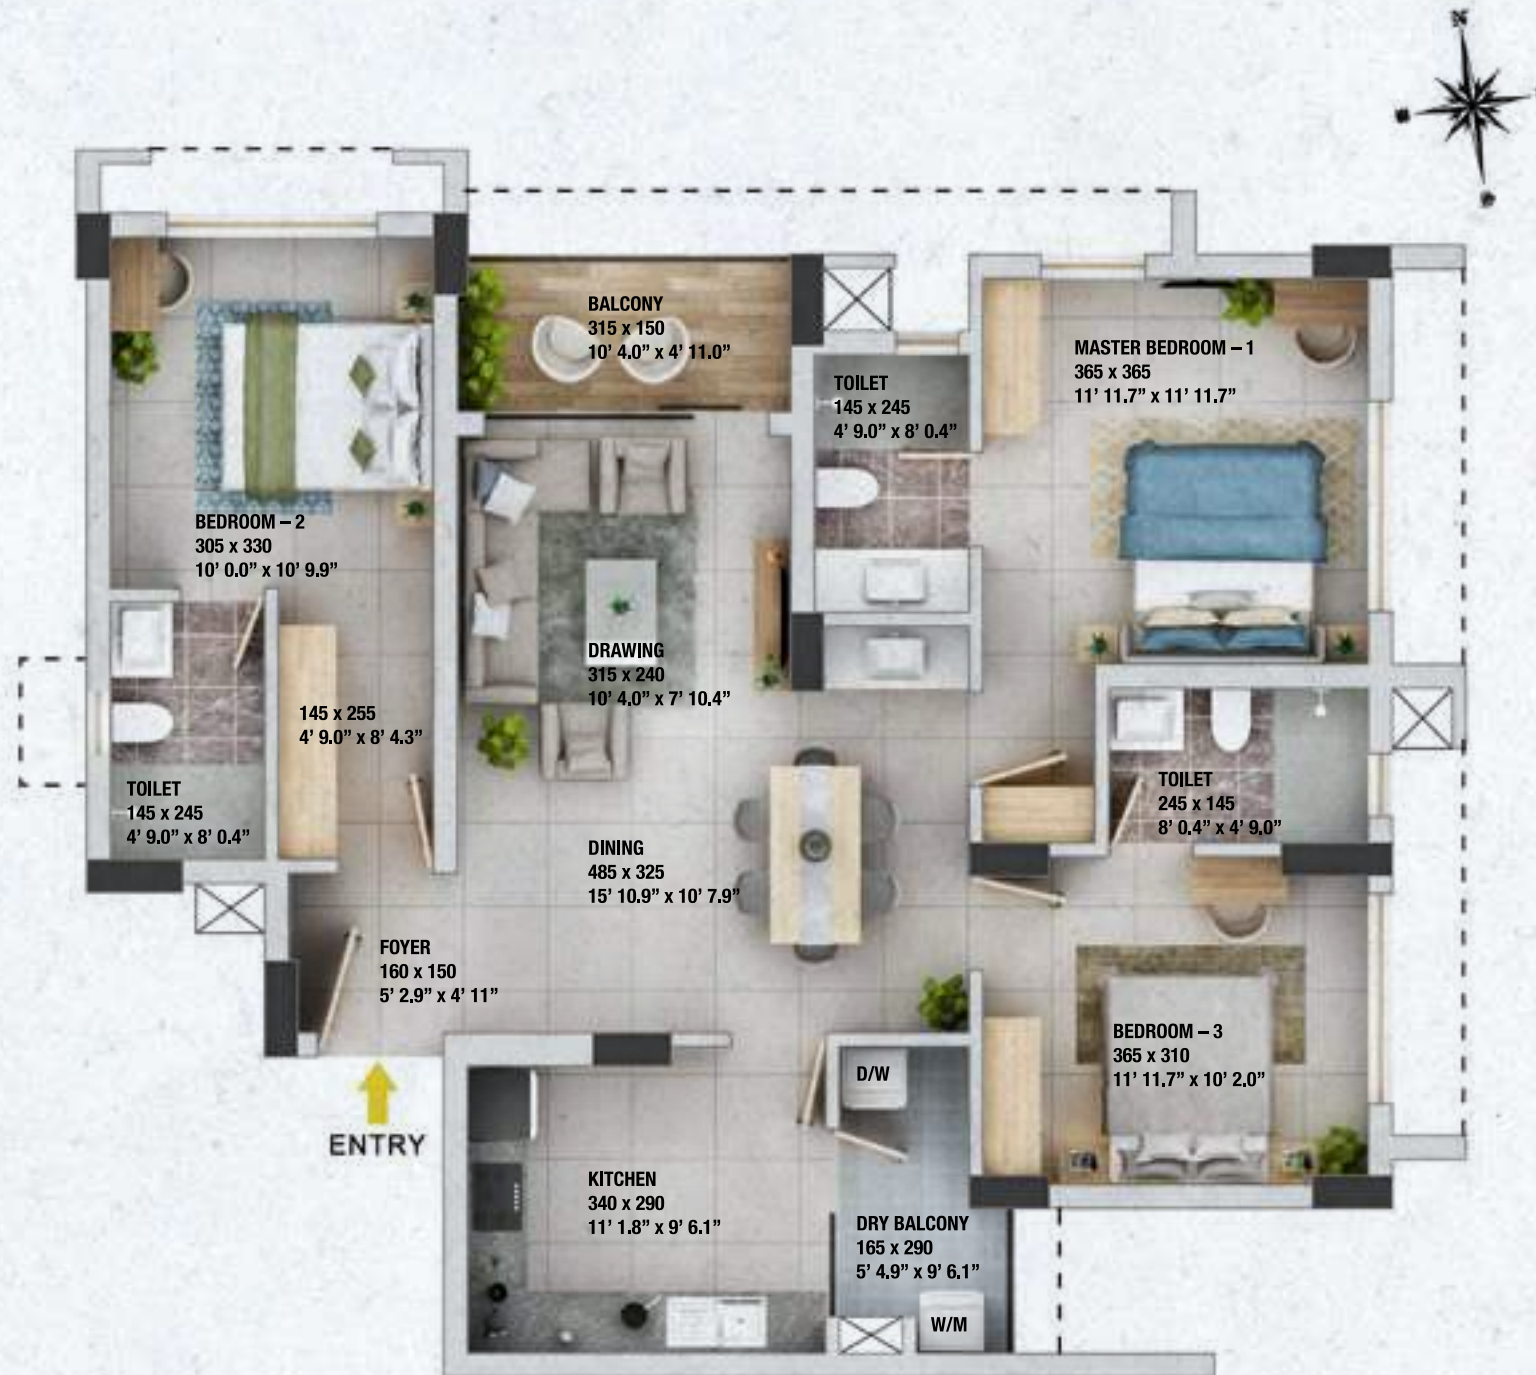 N
BALCONY
315 x 150
10’ 4.0” x 4’ 11.0”
MASTER BEDROOM – 1
365 x 365
11’ 11.7” x 11’ 11.7”
TOILET
145 x 245
4’ 9.0” x 8’ 0.4”
BEDROOM – 2
305 x 330
10’ 0.0” x 10’ 9.9”
DRAWING
315 x 240
10’ 4.0” x 7’ 10.4”
145 x 255
4’ 9.0” x 8’ 4.3”
TOILET
145 x 245
4’ 9.0” x 8’ 0.4”
TOILET
245 x 145
8’ 0.4” x 4’ 9.0”
DINING
485 x 325
15’ 10.9” x 10’ 7.9”
FOYER
160 x 150
5’ 2.9” x 4’ 11”
BEDROOM – 3
365 x 310
11’ 11.7” x 10’ 2.0”
D/W
ENTRY
KITCHEN
340 x 290
11’ 1.8” x 9’ 6.1”
DRY BALCONY
165 x 290
5’ 4.9” x 9’ 6.1”
W/M